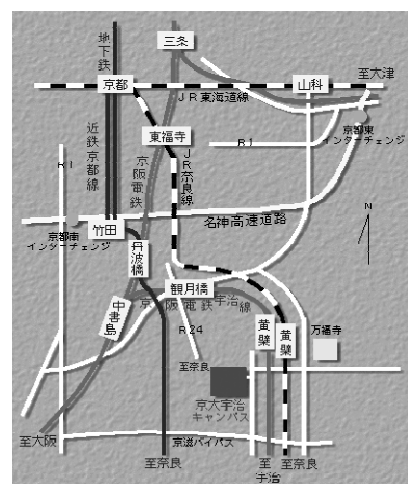 三条
地下鉄
京都
山科
至大津
JR東海道線
東福寺
京都東
インターチェンジ
近鉄京都線
京阪電鉄
JR奈良線
R1
R1
N
名神高速道路
竹田
京都南
インターチェンジ
丹波橋
観月橋
京阪電鉄宇治線
中書島
黄檗
黄檗
万福寺
R24
至奈良
京大宇治
キャンパス
至大阪
京滋バイパス
至奈良
至宇治
至奈良